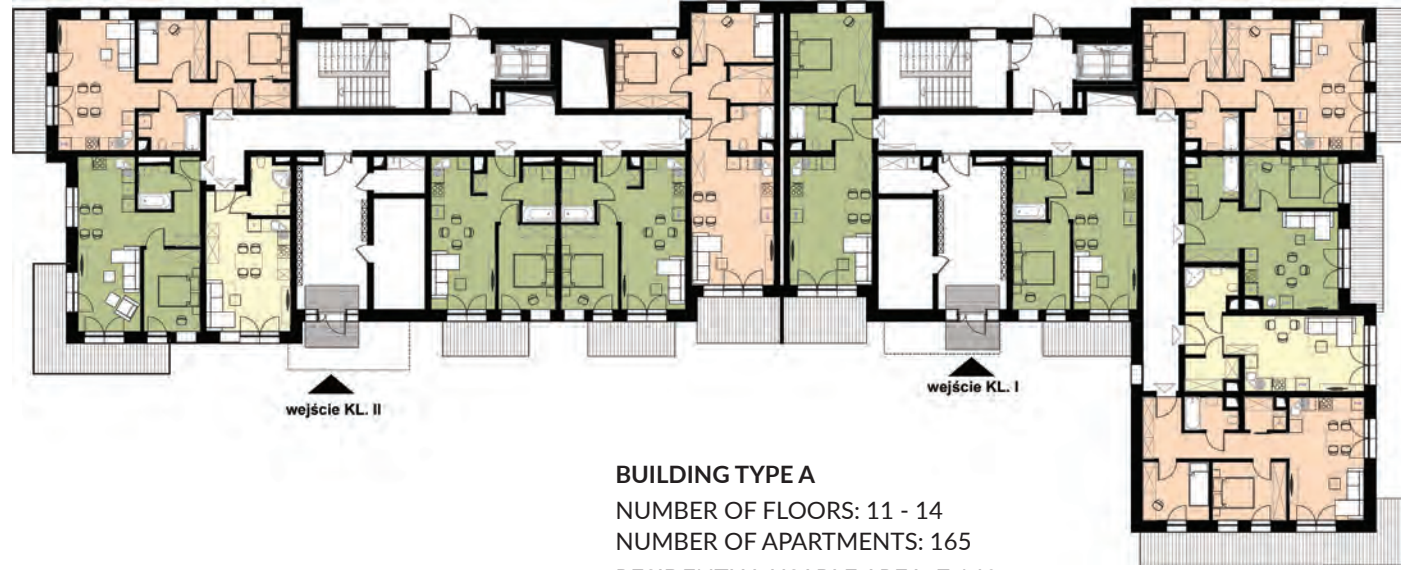 wejście KL. II
wejście KL. I
BUILDING TYPE A
NUMBER OF FLOORS: 11 - 14
NUMBER OF APARTMENTS: 165